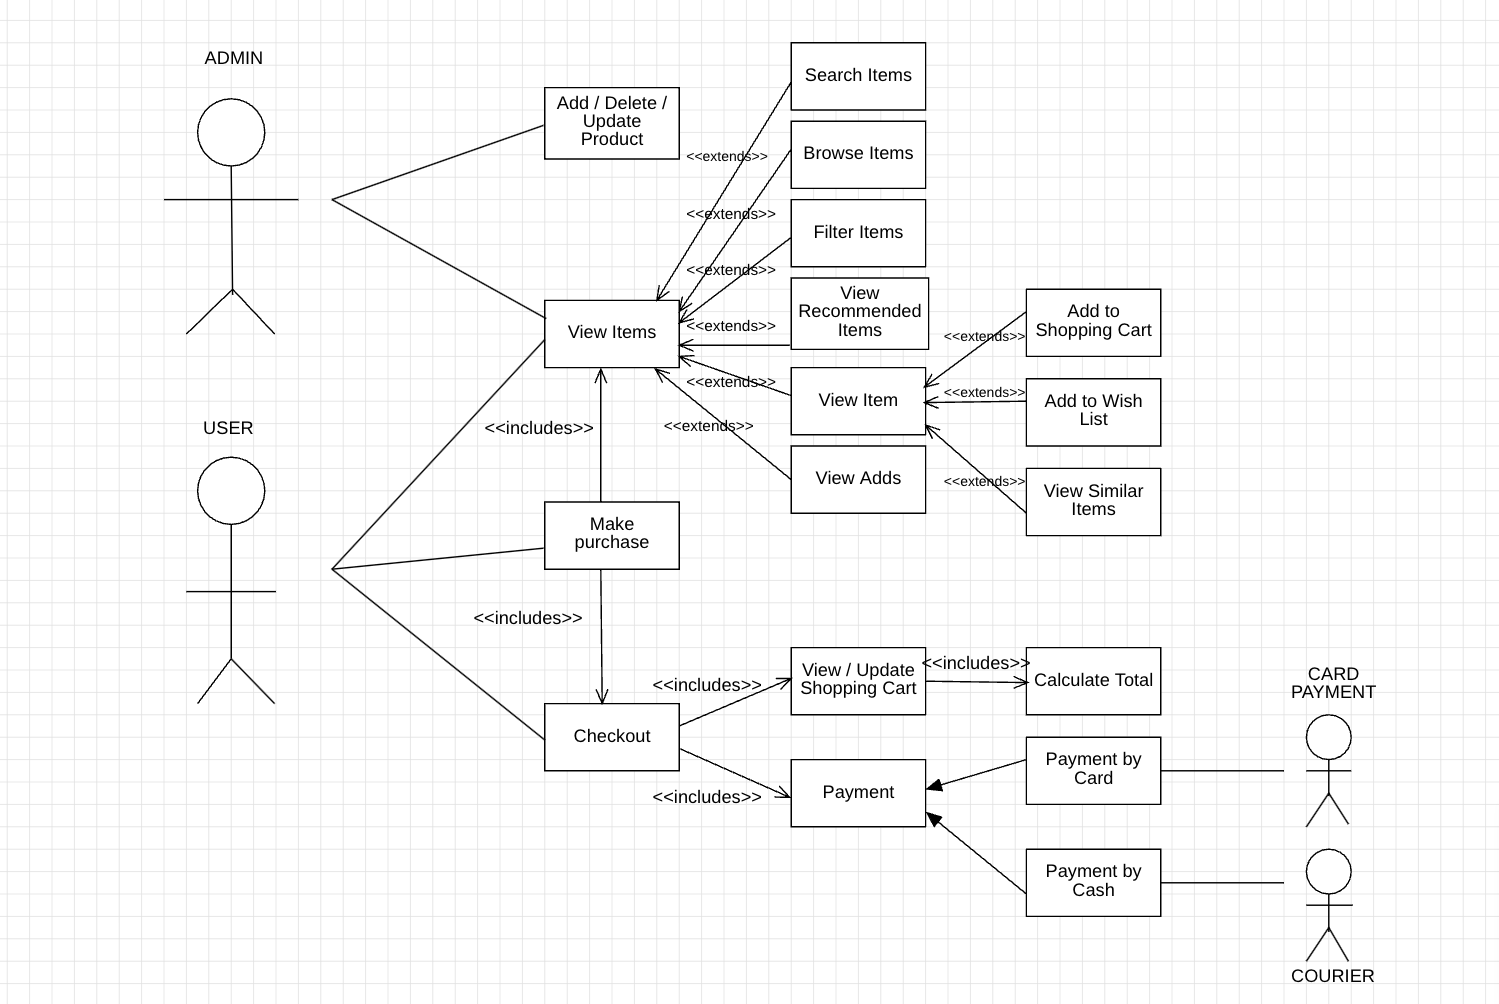 ADMIN
Add / Delete /
Update
Product
Search Items
Browse Items
Filter Items
View
Recommended
Items
View Item
View Adds
<<extends>>
<<extends>>
<<extends>>
<<extends>>
<<extends>>
<<extends>>
View Items
Add to
Shopping Cart
Add to Wish
List
View Similar
Items
<<extends>>
<<extends>>
<<extends>>
USER
<<includes>>
Make
purchase
<<includes>>
Checkout
<<includes>>
<<includes>>
View / Update
Shopping Cart
<<includes>>
Calculate Total
Payment
Payment by
Card
Payment by
Cash
CARD
PAYMENT
COURIER